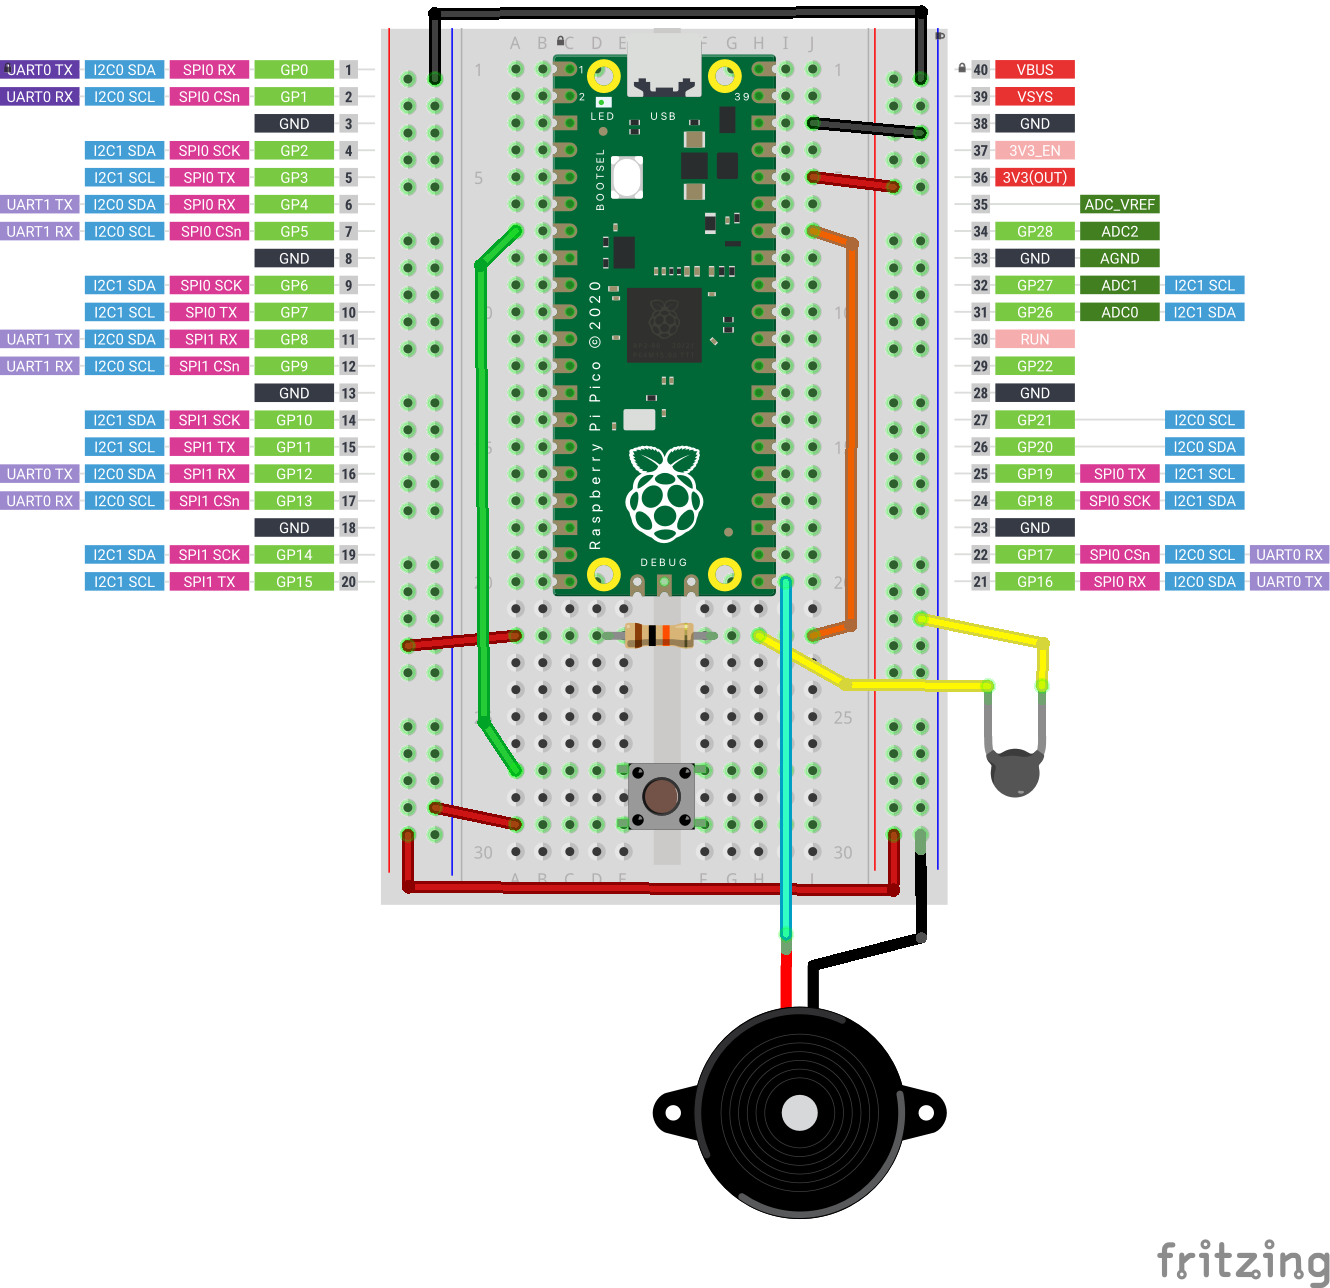 A B C D E F G H I J
UART0 TX I2C0 SDA SPI0 RX GP0 1 1 1 1 40 VBUS
UART0 RX I2C0 SCL SPI0 CSn GP1 2 2 39 39 VSYS
LED USB
GND 3 38 GND
I2C1 SDA SPI0 SCK GP2 4 37 3V3_EN
I2C1 SCL SPI0 TX GP3 5 5 BOOTSEL 36 3V3(OUT)
UART1 TX I2C0 SDA SPI0 RX GP4 6 35 ADC_VREF
UART1 RX I2C0 SCL SPI0 CSn GP5 7 34 GP28 ADC2
GND 8 33 GND AGND
I2C1 SDA SPI0 SCK GP6 9 32 GP27 ADC1 I2C1 SCL
I2C1 SCL SPI0 TX GP7 10 31 GP26 ADC0 I2C1 SDA
UART1 TX I2C0 SDA SPI1 RX GP8 11 30 RUN
UART1 RX I2C0 SCL SPI1 CSn GP9 12 29 GP22
GND 13 28 GND
Raspberry Pi Pico ©2020
I2C1 SDA SPI1 SCK GP10 14 27 GP21 I2C0 SCL
I2C1 SCL SPI1 TX GP11 15 26 GP20 I2C0 SDA
UART0 TX I2C0 SDA SPI1 RX GP12 16 25 GP19 SPI0 TX I2C1 SCL
UART0 RX I2C0 SCL SPI1 CSn GP13 17 24 GP18 SPI0 SCK I2C1 SDA
GND 18 23 GND
I2C1 SDA SPI1 SCK GP14 19 22 GP17 SPI0 CSn I2C0 SCL UART0 RX
DEBUG
I2C1 SCL SPI1 TX GP15 20 21 GP16 SPI0 RX I2C0 SDA UART0 TX
25
30 30
A B C D E F G H J
fritzing